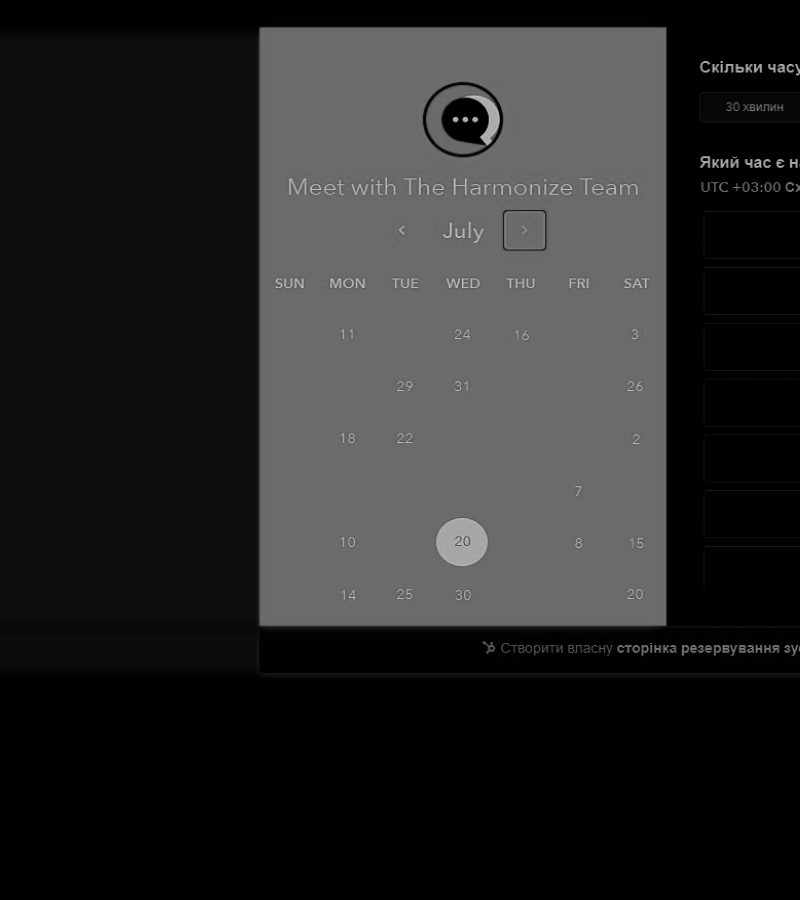 Meet with The Harmonize Team
July
SUN MON TUE WED THU FRI SAT
11 24 16 3
29 31 26
18 22 2
7
10 20 8 15
14 25 30 20
Скільки часу
30 хвилин
Який час є н
UTC +03:00 Сх
Створити власну сторінка резервування зу